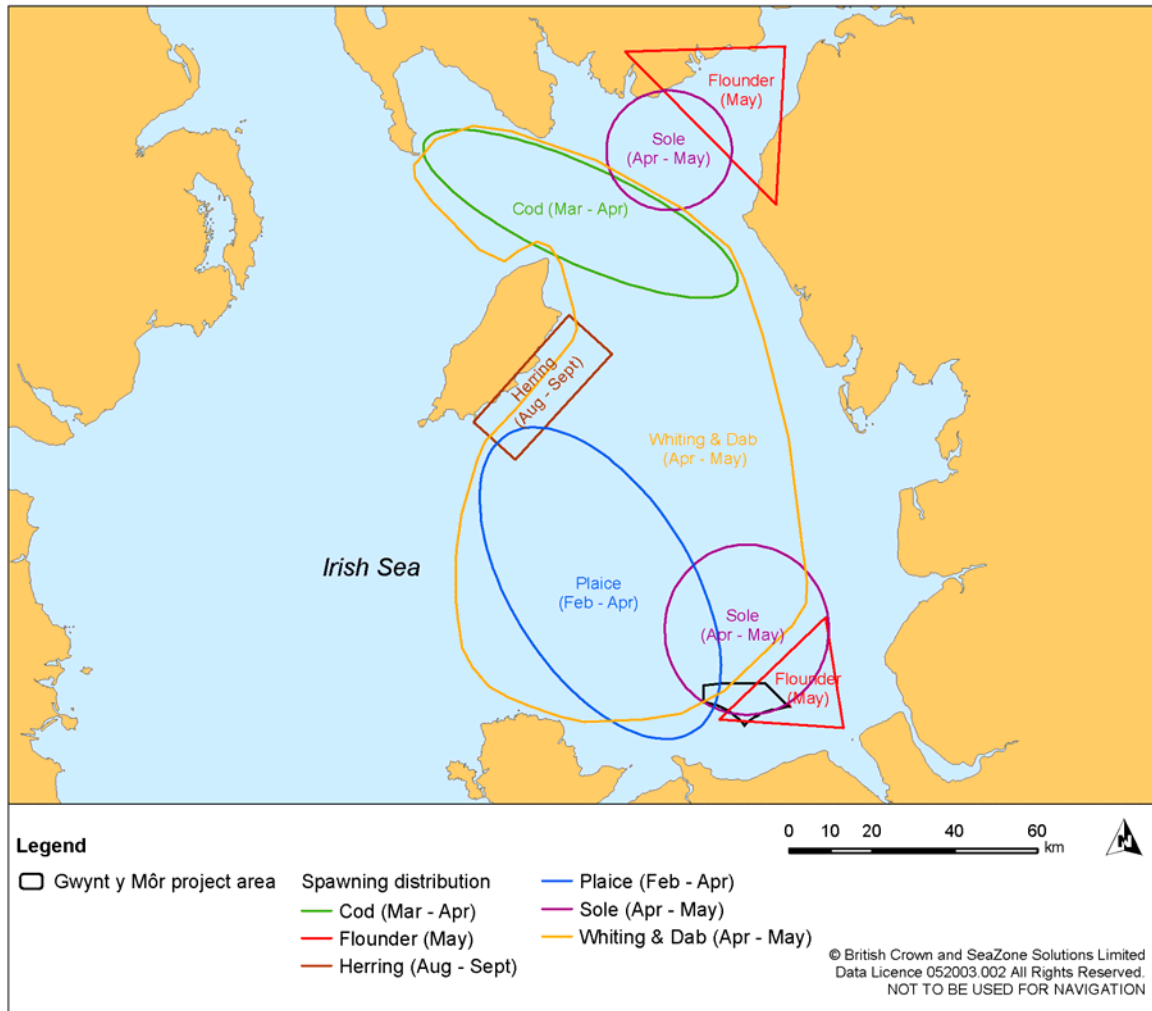 Flounder
(May)
Sole
(Apr - May)
Cod (Mar - Apr)
Herring
(Aug - Sept)
Whiting & Dab
(Apr - May)
Irish Sea
Plaice
(Feb - Apr)
Sole
(Apr - May)
Flounder
(May)
Legend
Gwynt y Môr project area
Spawning distribution
Cod (Mar - Apr)
Flounder (May)
Herring (Aug - Sept)
Plaice (Feb - Apr)
Sole (Apr - May)
Whiting & Dab (Apr - May)
0 10 20 40 60
km
N
© British Crown and SeaZone Solutions Limited
Data Licence 052003.002 All Rights Reserved.
NOT TO BE USED FOR NAVIGATION